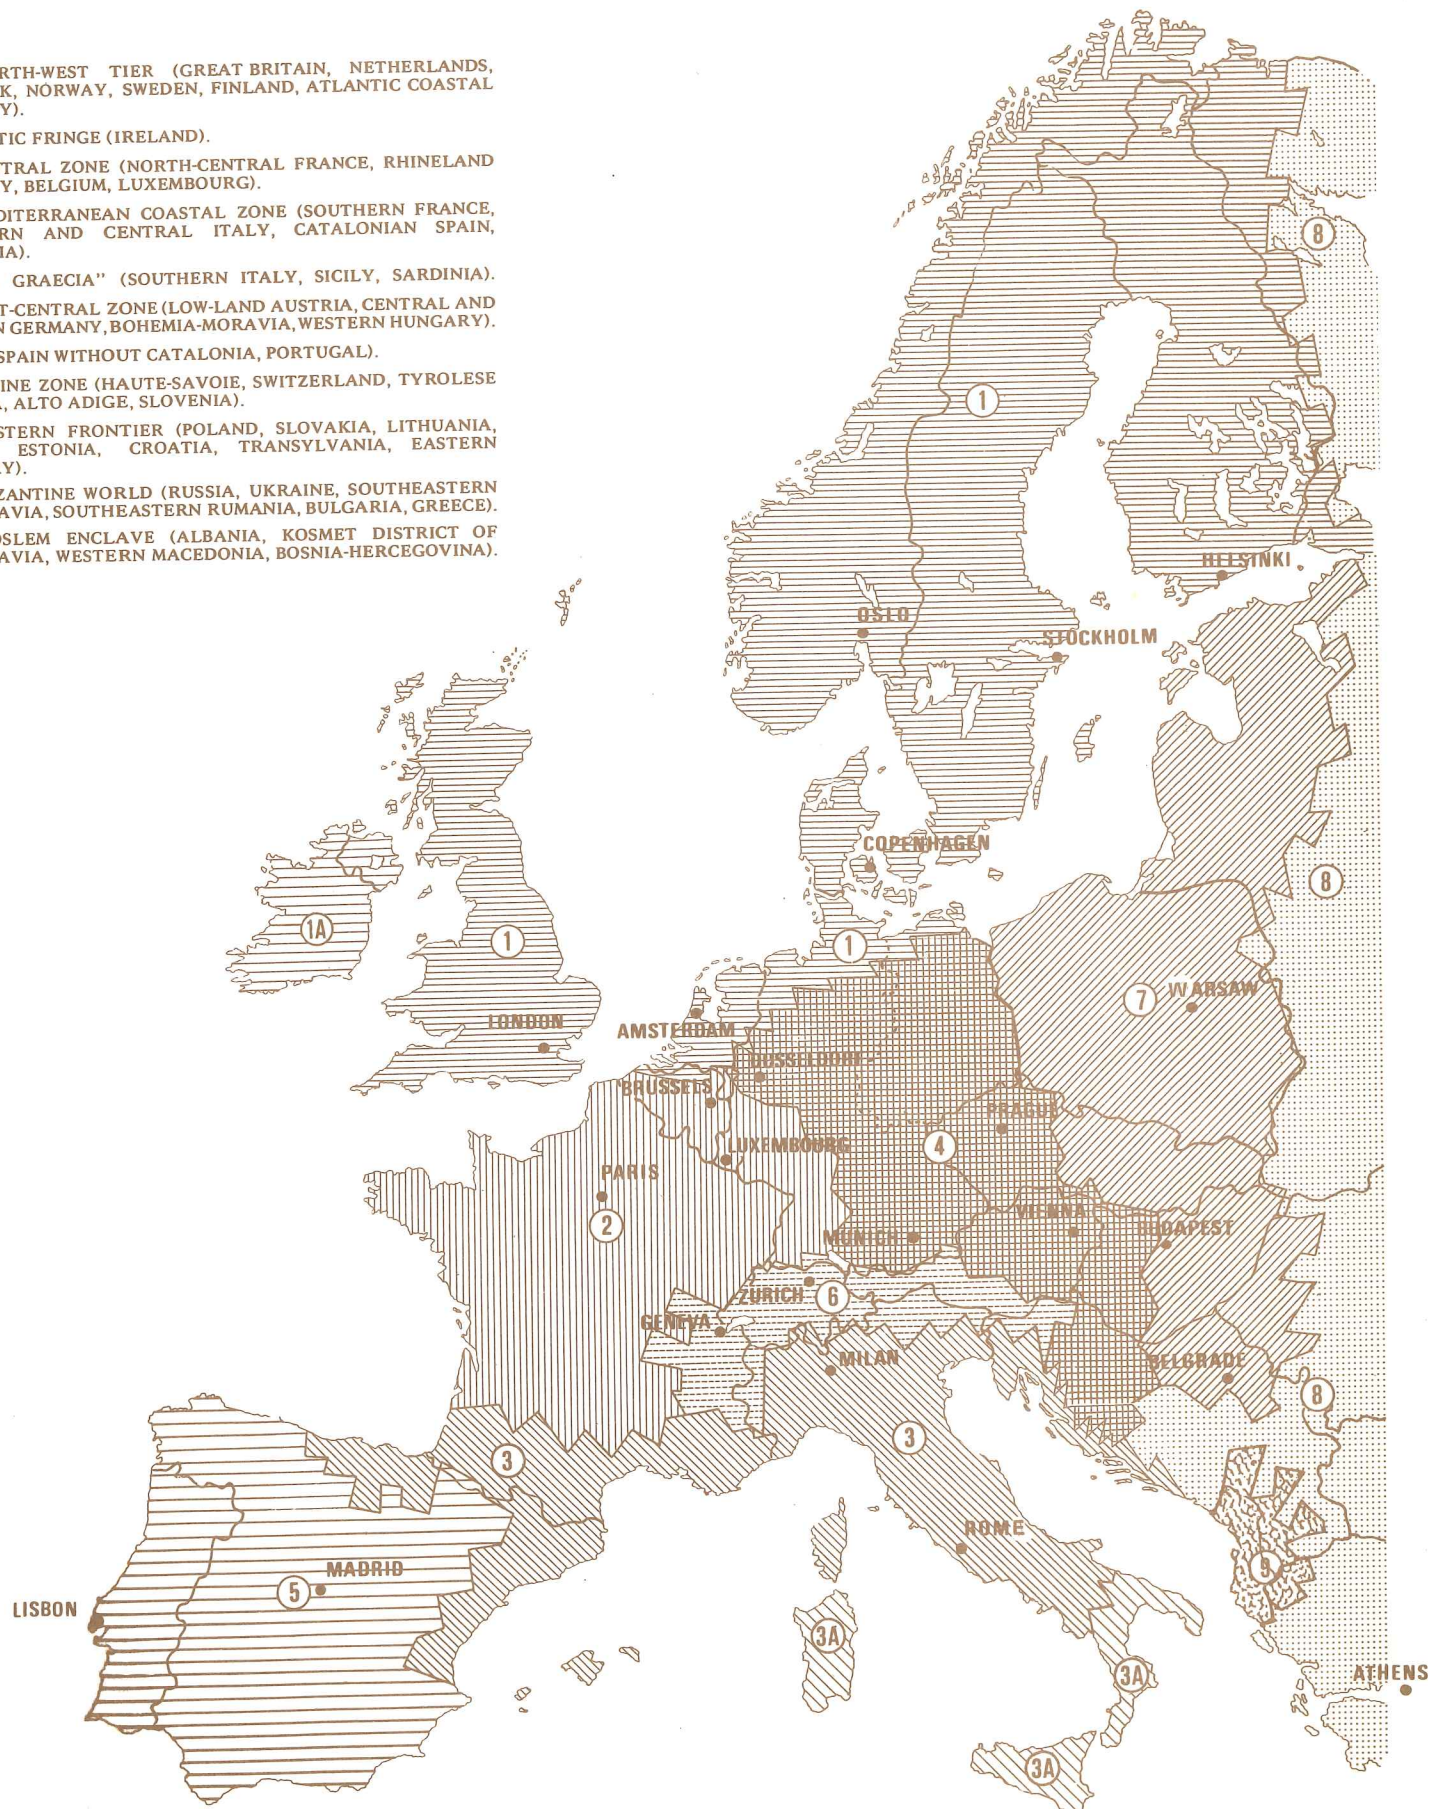 RTH-WEST TIER (GREAT BRITAIN, NETHERLANDS,
K, NORWAY, SWEDEN, FINLAND, ATLANTIC COASTAL
Y).
TIC FRINGE (IRELAND).
TRAL ZONE (NORTH-CENTRAL FRANCE, RHINELAND
Y, BELGIUM, LUXEMBOURG).
DITERRANEAN COASTAL ZONE (SOUTHERN FRANCE,
RN AND CENTRAL ITALY, CATALONIAN SPAIN,
IA).
GRAECIA" (SOUTHERN ITALY, SICILY, SARDINIA).
T-CENTRAL ZONE (LOW-LAND AUSTRIA, CENTRAL AND
N GERMANY, BOHEMIA-MORAVIA, WESTERN HUNGARY).
SPAIN WITHOUT CATALONIA, PORTUGAL).
INE ZONE (HAUTE-SAVOIE, SWITZERLAND, TYROLESE
, ALTO ADIGE, SLOVENIA).
STERN FRONTIER (POLAND, SLOVAKIA, LITHUANIA,
ESTONIA, CROATIA, TRANSYLVANIA, EASTERN
Y).
ZANTINE WORLD (RUSSIA, UKRAINE, SOUTHEASTERN
AVIA, SOUTHEASTERN RUMANIA, BULGARIA, GREECE).
OSLEM ENCLAVE (ALBANIA, KOSMET DISTRICT OF
AVIA, WESTERN MACEDONIA, BOSNIA-HERCEGOVINA).
8
1
HELSINKI
OSLO
STOCKHOLM
COPENHAGEN
8
1A
1
1
7
WARSAW
LONDON
AMSTERDAM
DUSSELDORF
BRUSSELS
PRAGUE
LUXEMBOURG
4
PARIS
2
VIENNA
MUNICH
BUDAPEST
ZURICH
6
GENEVA
MILAN
BELGRADE
8
3
3
ROME
MADRID
5
9
LISBON
3A
3A
ATHENS
3A